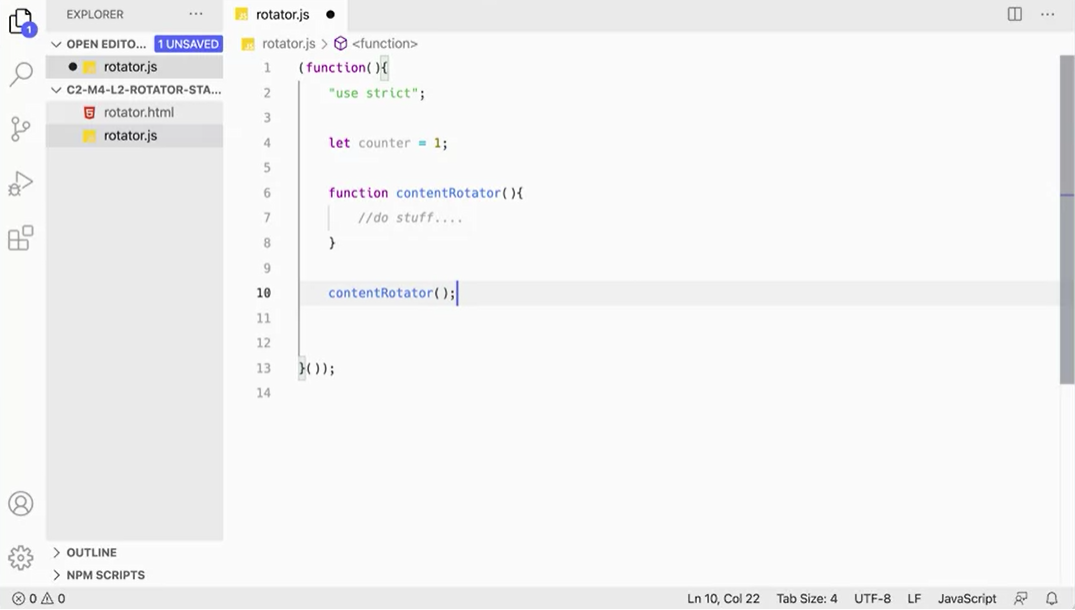 EXPLORER
rotator.js
1
OPEN EDITO... 1 UNSAVED
rotator.js
C2-M4-L2-ROTATOR-STA...
rotator.html
rotator.js
OUTLINE
NPM SCRIPTS
rotator.js > <function>
1 (function(){
2 "use strict";
3
4 let counter = 1;
5
6 function contentRotator(){
7 //do stuff....
8 }
9
10 contentRotator();
11
12
13 }());
14
0 0
Ln 10, Col 22 Tab Size: 4 UTF-8 LF JavaScript